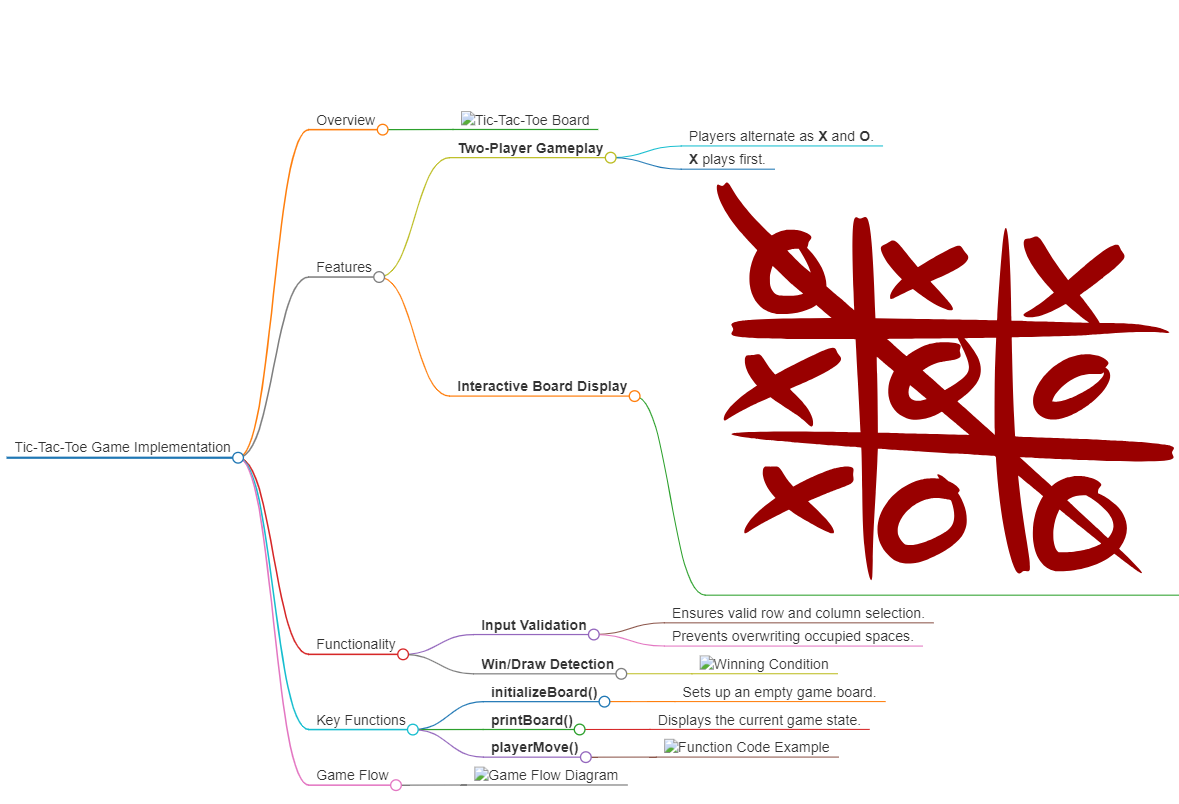 Overview
Tic-Tac-Toe Board
Two-Player Gameplay
Players alternate as X and O.
X plays first.
Features
Interactive Board Display
O X X
X O O
X O O
Tic-Tac-Toe Game Implementation
Functionality
Input Validation
Ensures valid row and column selection.
Prevents overwriting occupied spaces.
Win/Draw Detection
Winning Condition
Key Functions
initializeBoard()
Sets up an empty game board.
printBoard()
Displays the current game state.
playerMove()
Function Code Example
Game Flow
Game Flow Diagram